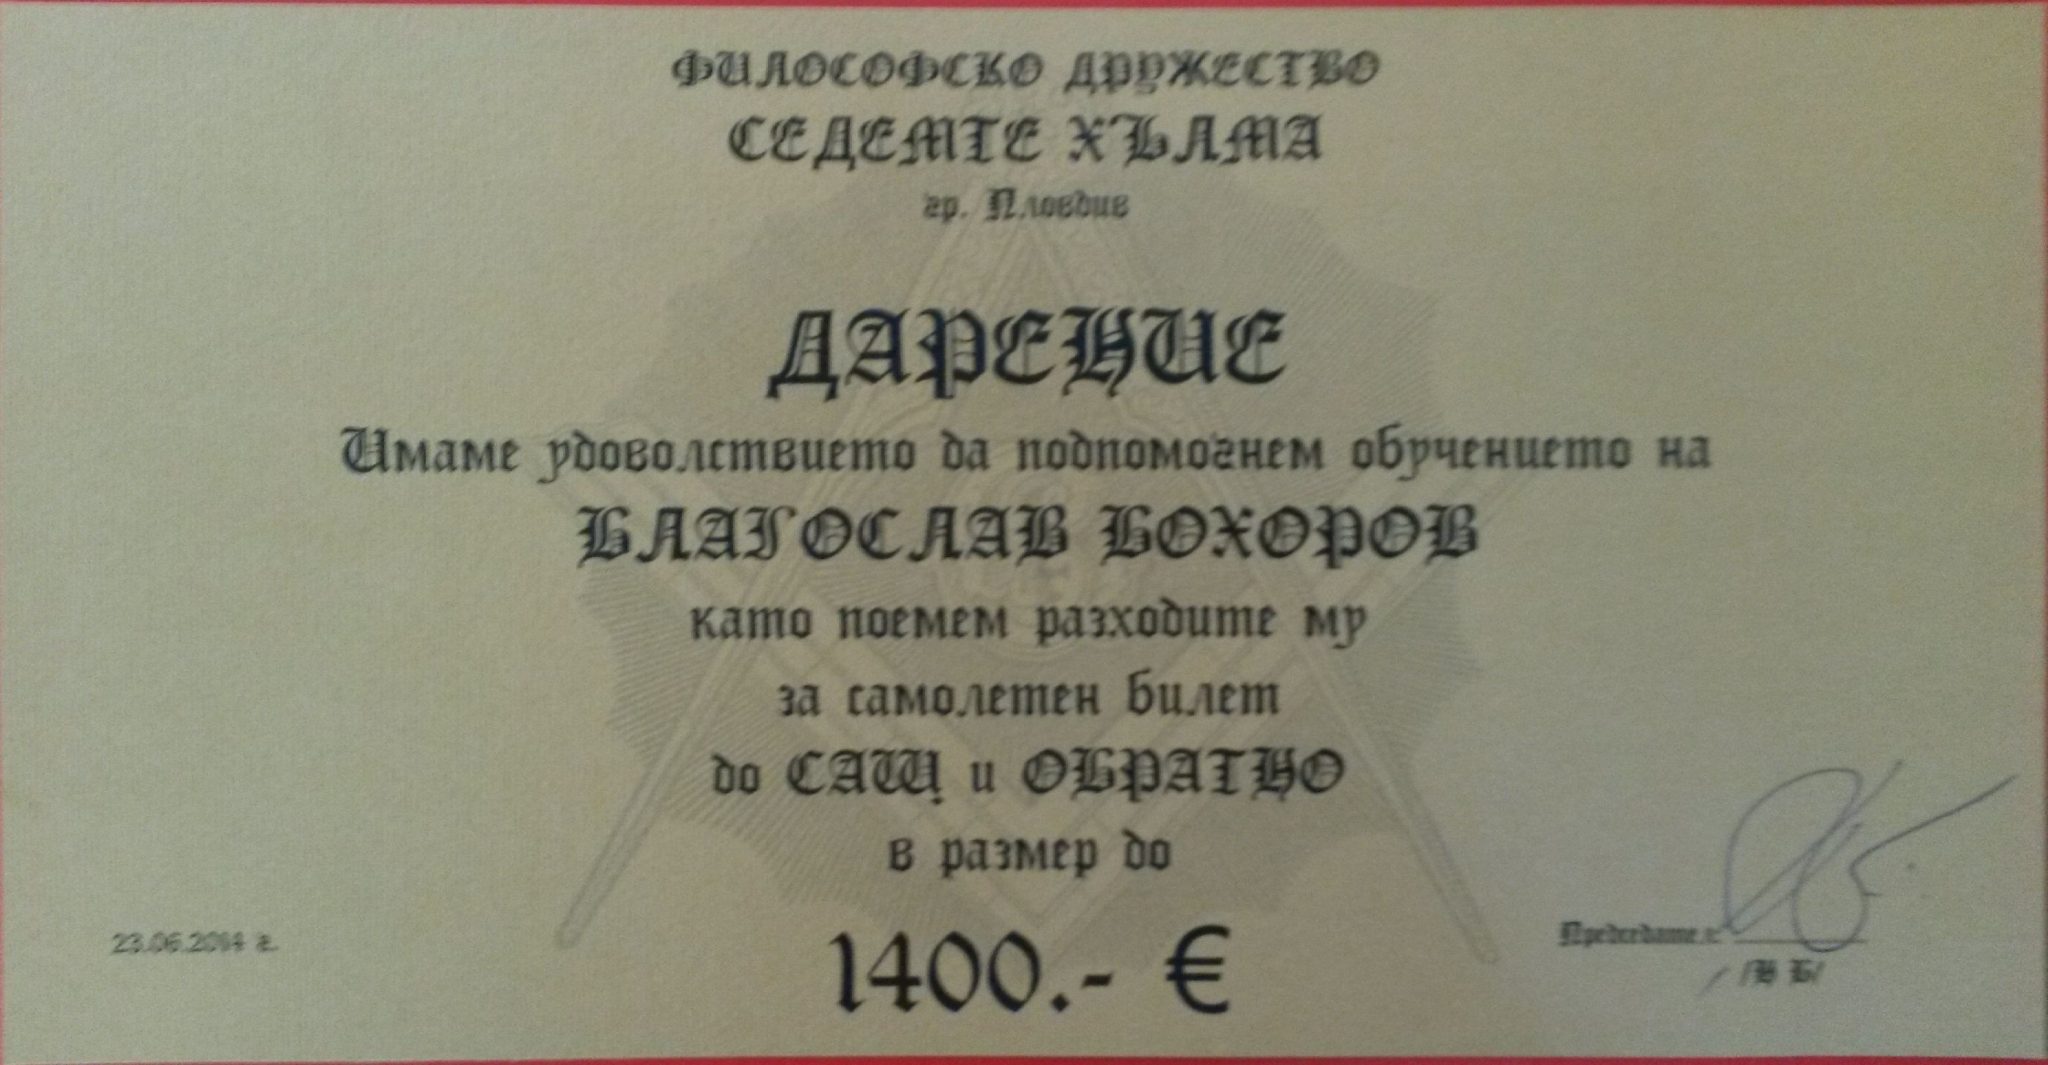 ФИЛОСОФСКО ДРУЖЕСТВО
СЕДЕМТЕ ХЪЛМА
гр. Пловдив
ДАРЕНИЕ
Имаме удоволствието да подпомогнем обучението на
БЛАГОСЛАВ БОХОРОВ
като поемем разходите му
за самолетен билет
до САЩ и ОБРАТНО
в размер до
1400.- €
23.06.2014 г.
Председател:
/В Б/